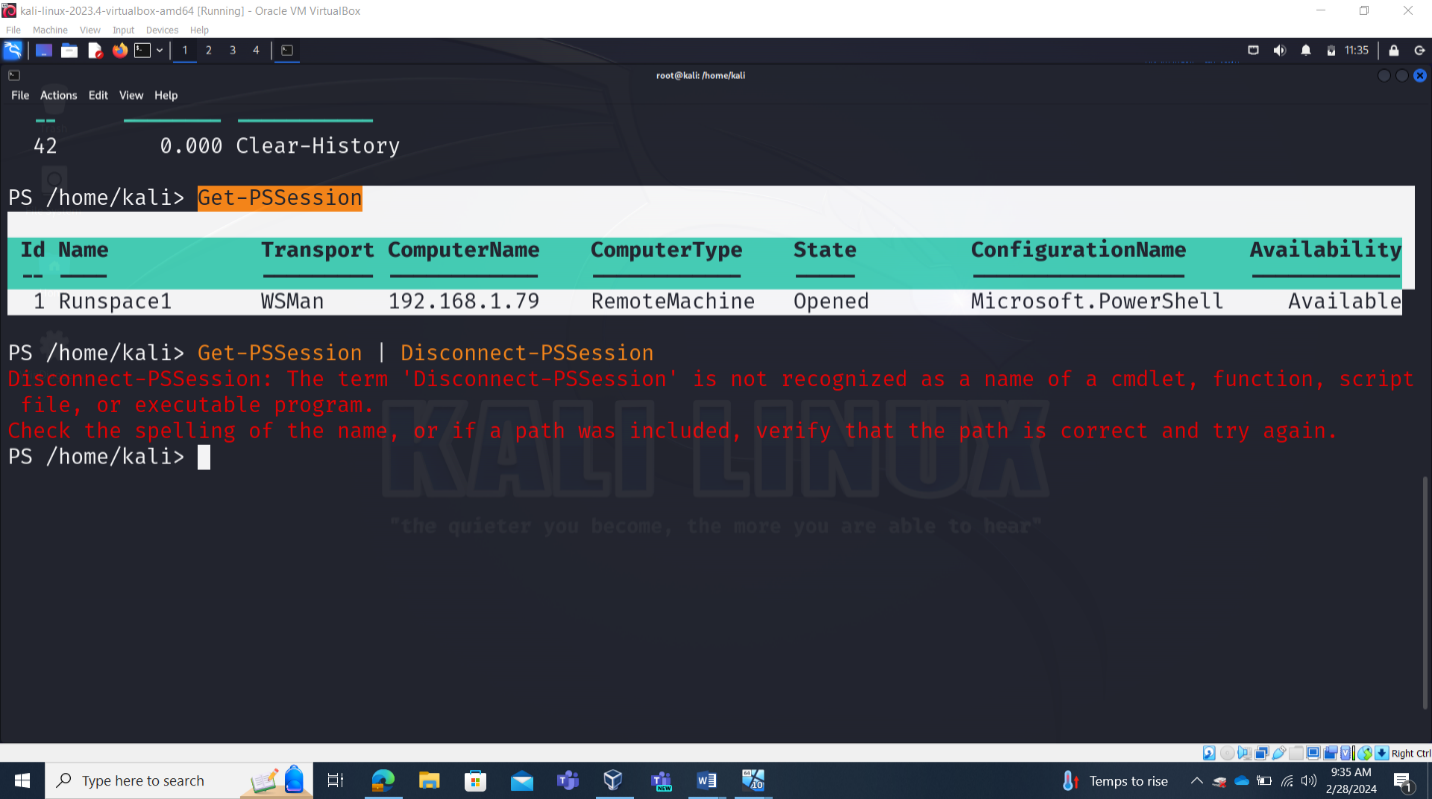 kali-linux-2023.4-virtualbox-amd64 [Running] - Oracle VM VirtualBox
File Machine View Input Devices Help
1 2 3 4 11:35
root@kali: /home/kali
File Actions Edit View Help
-- ---- ----
42 0.000 Clear-History
PS /home/kali> Get-PSSession
Id Name Transport ComputerName ComputerType State ConfigurationName Availability
-- ---- --------- ------------ ------------ ----- ----------------- ------------
1 Runspace1 WSMan 192.168.1.79 RemoteMachine Opened Microsoft.PowerShell Available
PS /home/kali> Get-PSSession | Disconnect-PSSession
Disconnect-PSSession: The term 'Disconnect-PSSession' is not recognized as a name of a cmdlet, function, script
file, or executable program.
Check the spelling of the name, or if a path was included, verify that the path is correct and try again.
PS /home/kali>
KALI LINUX
"the quieter you become, the more you are able to hear"
Right Ctrl
Type here to search
NEW
Temps to rise
9:35 AM
2/28/2024
1